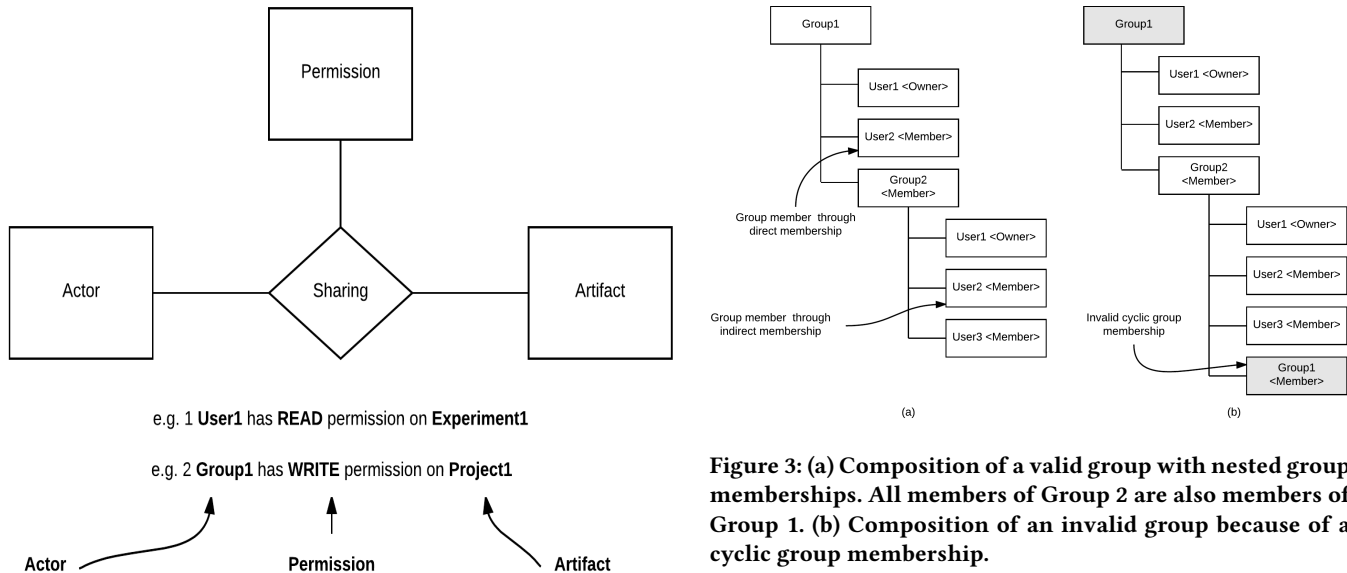 Permission
Actor
Sharing
Artifact
e.g. 1 User1 has READ permission on Experiment1
e.g. 2 Group1 has WRITE permission on Project1
Actor
Permission
Artifact
Group1
User1 <Owner>
User2 <Member>
Group2
<Member>
Group member through
direct membership
User1 <Owner>
User2 <Member>
Group member through
indirect membership
User3 <Member>
(a)
Group1
User1 <Owner>
User2 <Member>
Group2
<Member>
User1 <Owner>
User2 <Member>
Invalid cyclic group
membership
User3 <Member>
Group1
<Member>
(b)
Figure 3: (a) Composition of a valid group with nested group
memberships. All members of Group 2 are also members of
Group 1. (b) Composition of an invalid group because of a
cyclic group membership.